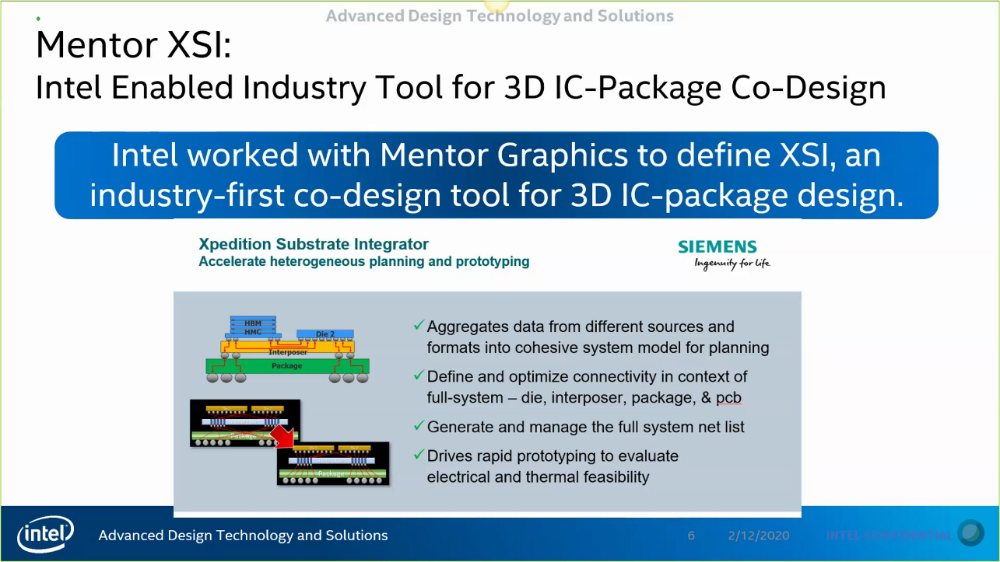 Advanced Design Technology and Solutions
Mentor XSI:
Intel Enabled Industry Tool for 3D IC-Package Co-Design
Intel worked with Mentor Graphics to define XSI, an
industry-first co-design tool for 3D IC-package design.
Xpedition Substrate Integrator
Accelerate heterogeneous planning and prototyping
SIEMENS
Ingenuity for life
HBM
HMC
Die 2
Interposer
Package
Package
Package
✓ Aggregates data from different sources and
formats into cohesive system model for planning
✓ Define and optimize connectivity in context of
full-system – die, interposer, package, & pcb
✓ Generate and manage the full system net list
✓ Drives rapid prototyping to evaluate
electrical and thermal feasibility
intel
Advanced Design Technology and Solutions
6
2/12/2020
INTEL CONFIDENTIAL